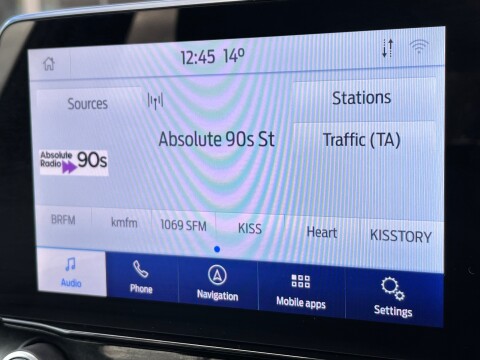 12:45 14º
Sources
Stations
Absolute 90s St
Traffic (TA)
Absolute
Radio 90s
BRFM kmfm 1069 SFM KISS Heart KISSTORY
Audio Phone Navigation Mobile apps Settings